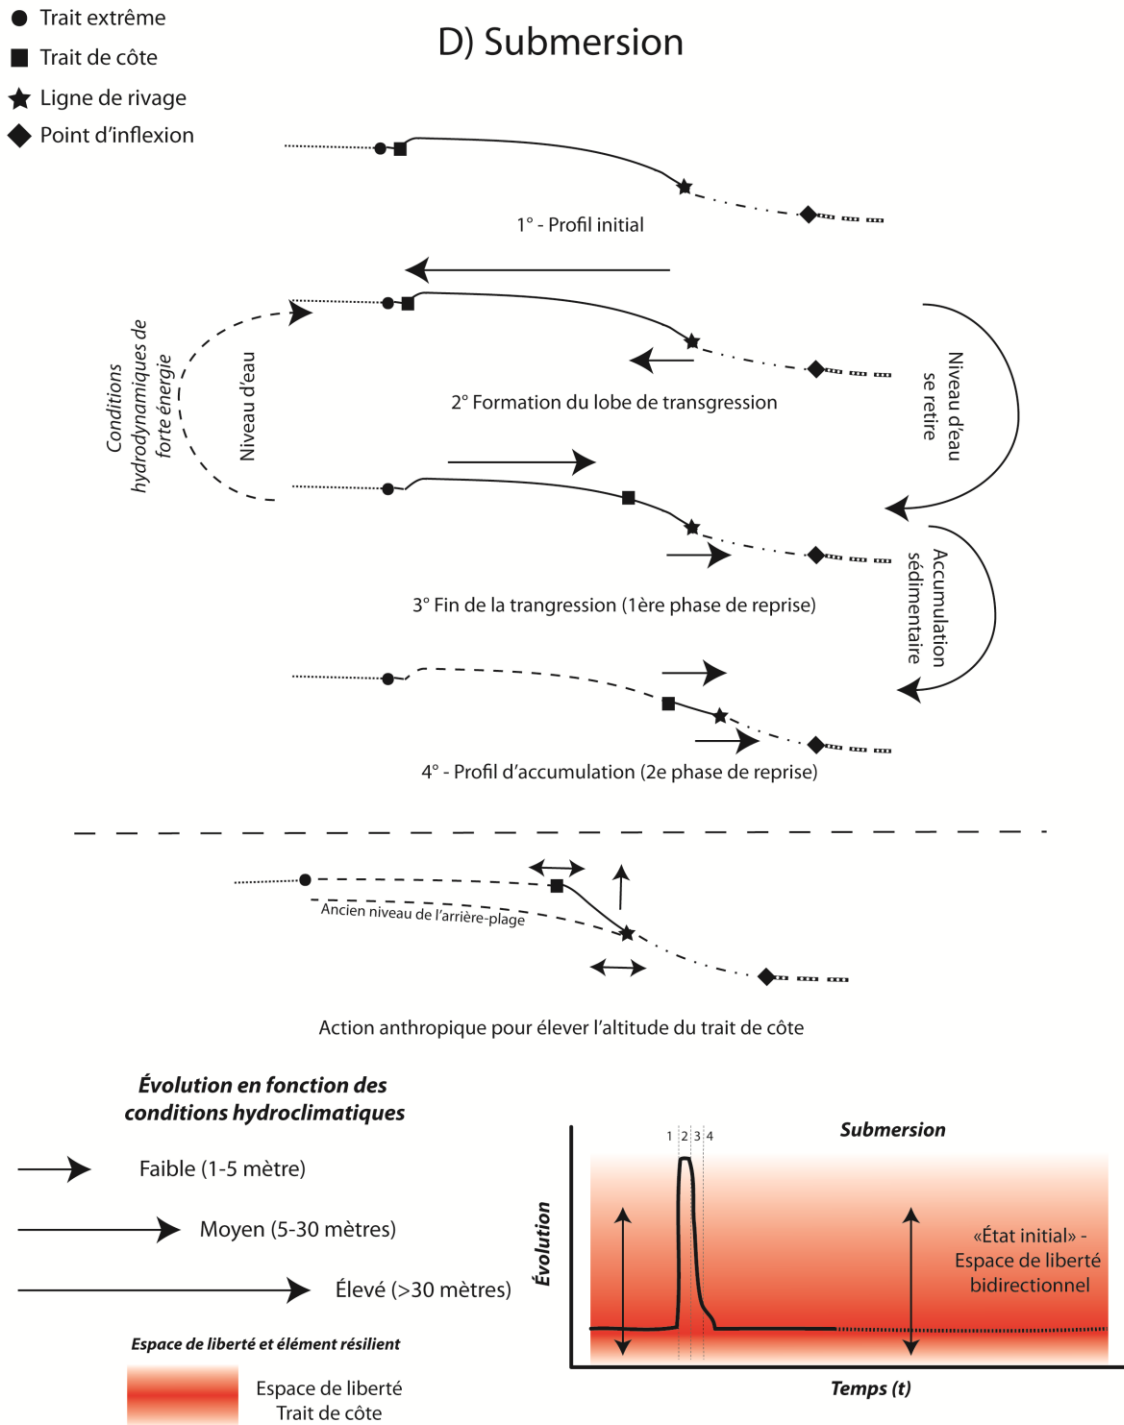 Trait extrême
Trait de côte
Ligne de rivage
Point d'inflexion
D) Submersion
1° - Profil initial
Conditions
hydrodynamiques de
forte énergie
Niveau d'eau
2° Formation du lobe de transgression
Niveau d'eau
se retire
3° Fin de la trangression (1ère phase de reprise)
Accumulation
sédimentaire
4° - Profil d'accumulation (2e phase de reprise)
Ancien niveau de l'arrière-plage
Action anthropique pour élever l'altitude du trait de côte
Évolution en fonction des
conditions hydroclimatiques
Faible (1-5 mètre)
Moyen (5-30 mètres)
Élevé (>30 mètres)
Espace de liberté et élément résilient
Espace de liberté
Trait de côte
1 2 3 4
Submersion
Évolution
«État initial» -
Espace de liberté
bidirectionnel
Temps (t)